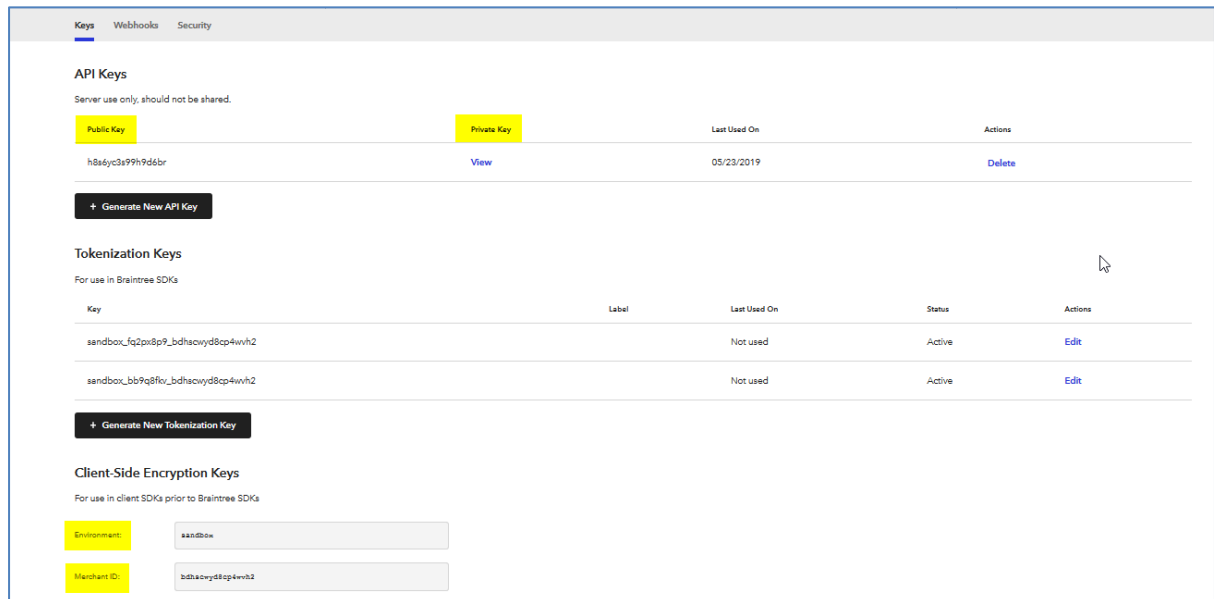 Keys Webhooks Security
API Keys
Server use only, should not be shared.
Public Key Private Key Last Used On Actions
h8s6yc3s99h9d6br View 05/23/2019 Delete
+ Generate New API Key
Tokenization Keys
For use in Braintree SDKs
Key Label Last Used On Status Actions
sandbox_fq2px8p9_bdhscwyd8cp4wvh2 Not used Active Edit
sandbox_bb9q8fkv_bdhscwyd8cp4wvh2 Not used Active Edit
+ Generate New Tokenization Key
Client-Side Encryption Keys
For use in client SDKs prior to Braintree SDKs
Environment: sandbox
Merchant ID: bdhscwyd8cp4wvh2